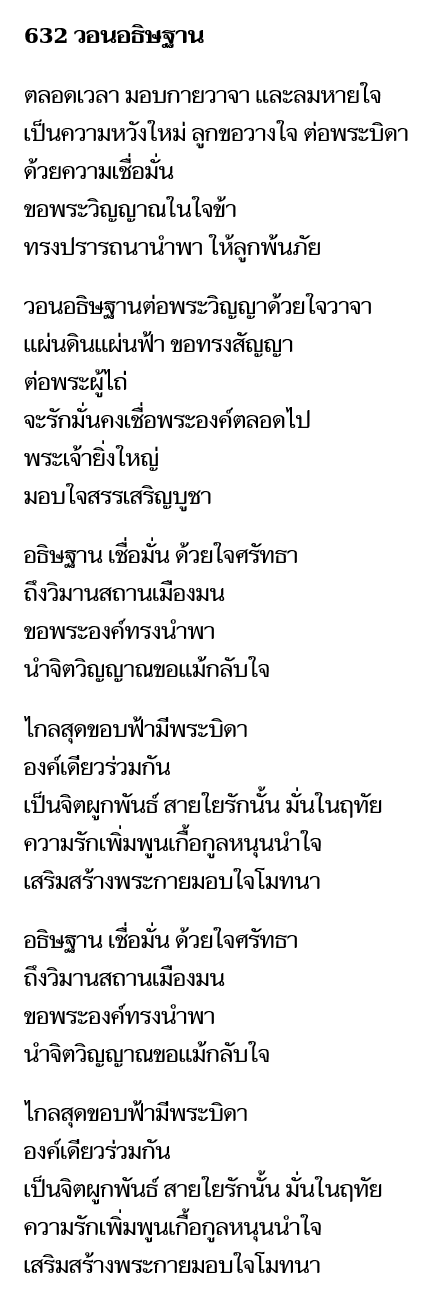 632 วอนอธิษฐาน
ตลอดเวลา มอบกายวาจา และลมหายใจ
เป็นความหวังใหม่ ลูกขอวางใจ ต่อพระบิดา
ด้วยความเชื่อมั่น
ขอพระวิญญาณในใจข้า
ทรงปรารถนานำพา ให้ลูกพ้นภัย
วอนอธิษฐานต่อพระวิญญาด้วยใจวาจา
แผ่นดินแผ่นฟ้า ขอทรงสัญญา
ต่อพระผู้ไถ่
จะรักมั่นคงเชื่อพระองค์ตลอดไป
พระเจ้ายิ่งใหญ่
มอบใจสรรเสริญบูชา
อธิษฐาน เชื่อมั่น ด้วยใจศรัทธา
ถึงวิมานสถานเมืองมน
ขอพระองค์ทรงนำพา
นำจิตวิญญาณขอแม้กลับใจ
ไกลสุดขอบฟ้ามีพระบิดา
องค์เดียวร่วมกัน
เป็นจิตผูกพันธ์ สายใยรักนั้น มั่นในฤทัย
ความรักเพิ่มพูนเกื้อกูลหนุนนำใจ
เสริมสร้างพระกายมอบใจโมทนา
อธิษฐาน เชื่อมั่น ด้วยใจศรัทธา
ถึงวิมานสถานเมืองมน
ขอพระองค์ทรงนำพา
นำจิตวิญญาณขอแม้กลับใจ
ไกลสุดขอบฟ้ามีพระบิดา
องค์เดียวร่วมกัน
เป็นจิตผูกพันธ์ สายใยรักนั้น มั่นในฤทัย
ความรักเพิ่มพูนเกื้อกูลหนุนนำใจ
เสริมสร้างพระกายมอบใจโมทนา